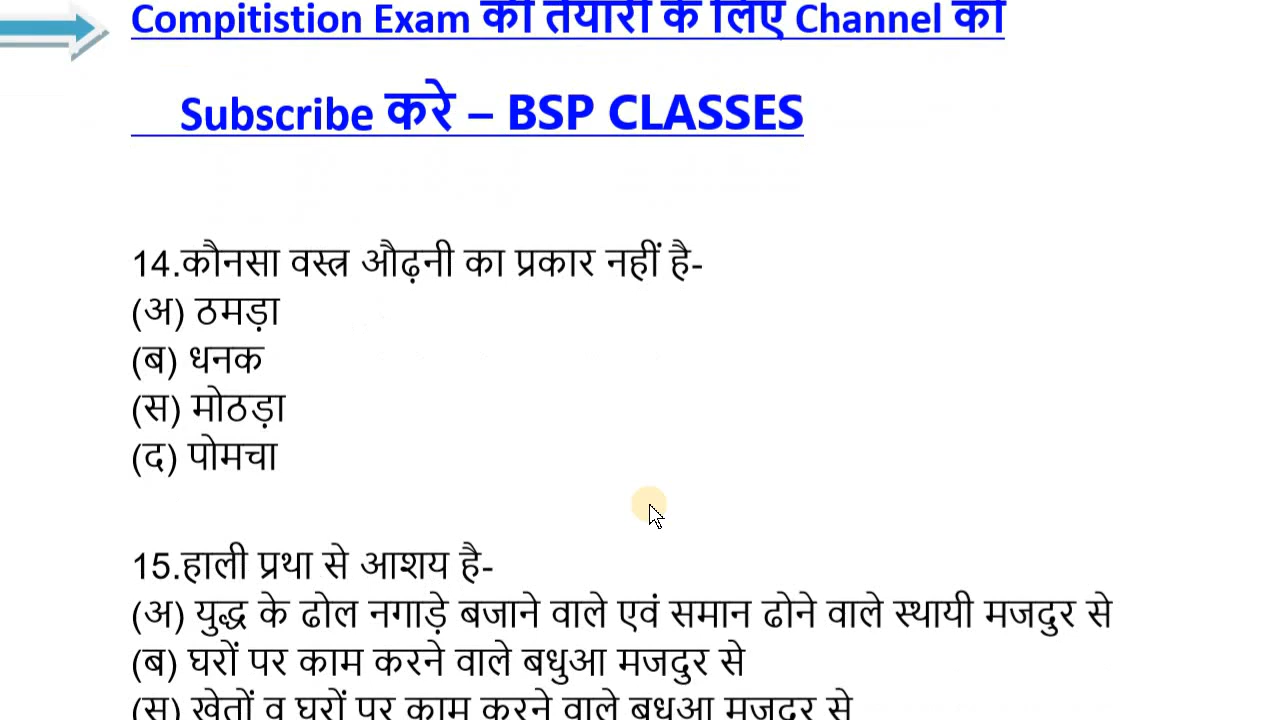 Compitistion Exam की तैयारी के लिए Channel को
Subscribe करे – BSP CLASSES
14.कौनसा वस्त्र औढ़नी का प्रकार नहीं है-
(अ) ठमड़ा
(ब) धनक
(स) मोठड़ा
(द) पोमचा
15.हाली प्रथा से आशय है-
(अ) युद्ध के ढोल नगाड़े बजाने वाले एवं समान ढोने वाले स्थायी मजदुर से
(ब) घरों पर काम करने वाले बधुआ मजदुर से
(स) खेतों व घरों पर काम करने वाले बधुआ मजदुर से